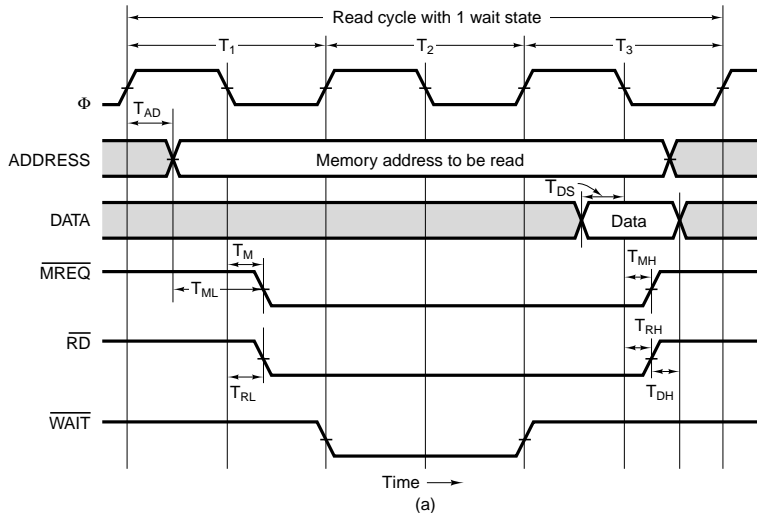 Read cycle with 1 wait state
T1 T2 T3
Φ
TAD
ADDRESS Memory address to be read
TDS
DATA Data
TM TMH
MREQ
TML
TRH
RD
TRL TDH
WAIT
Time
(a)